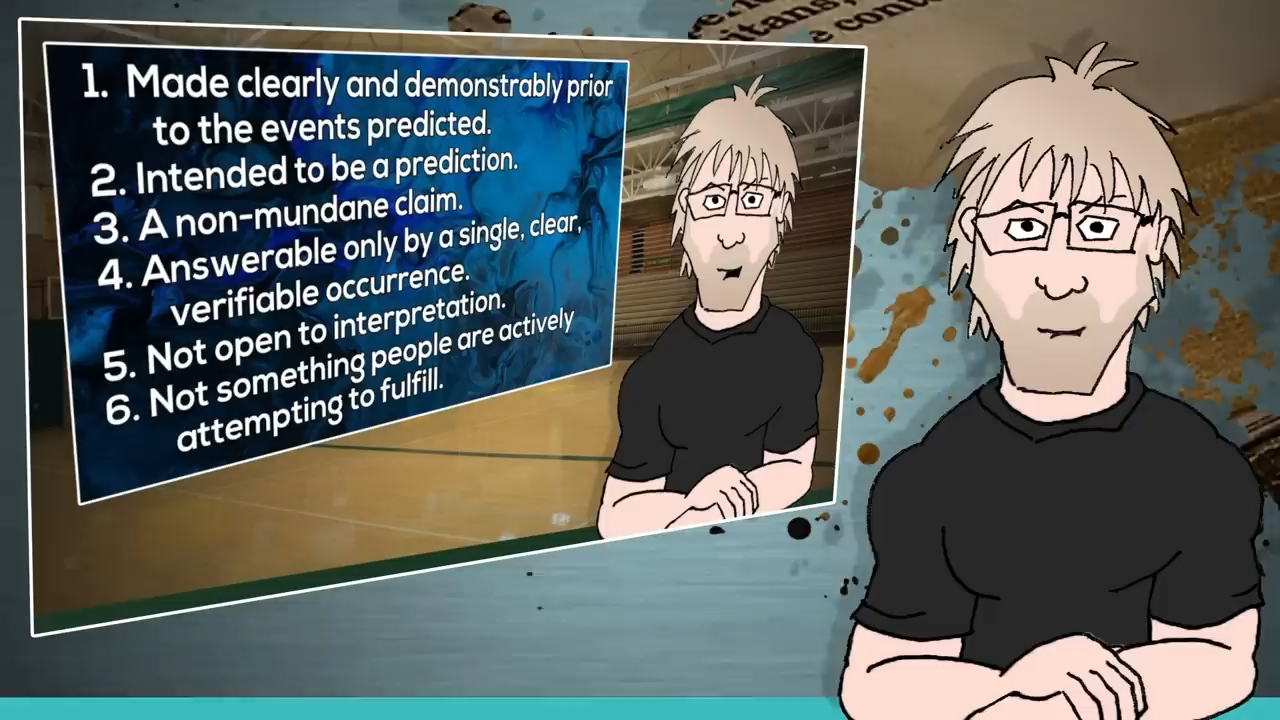 itans,
e cont
1. Made clearly and demonstrably prior
to the events predicted.
2. Intended to be a prediction.
3. A non-mundane claim.
4. Answerable only by a single, clear,
verifiable occurrence.
5. Not open to interpretation.
6. Not something people are actively
attempting to fulfill.